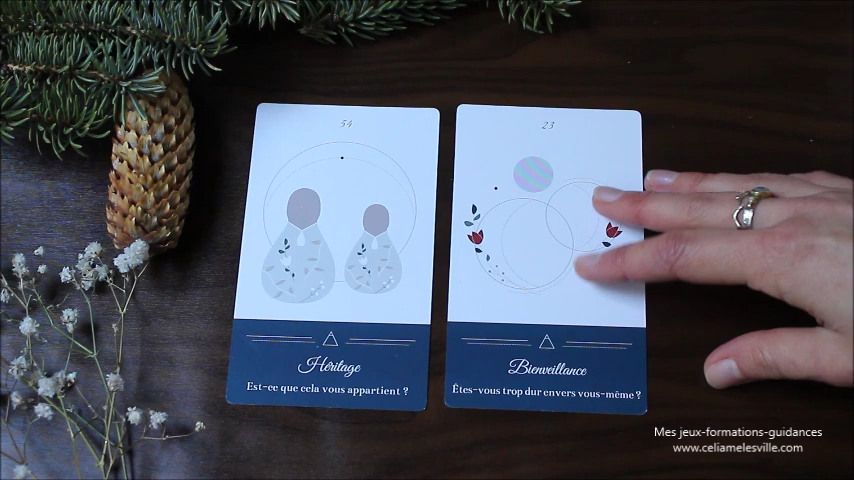 54
Héritage
Est-ce que cela vous appartient ?
23
Bienveillance
Êtes-vous trop dur envers vous-même ?
Mes jeux-formations-guidances
www.celiamelesville.com